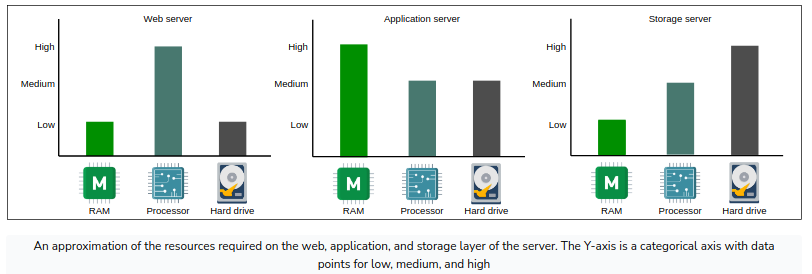 Web server
High
Medium
Low
M
RAM
Processor
Hard drive
Application server
High
Medium
Low
M
RAM
Processor
Hard drive
Storage server
High
Medium
Low
M
RAM
Processor
Hard drive
An approximation of the resources required on the web, application, and storage layer of the server. The Y-axis is a categorical axis with data
points for low, medium, and high